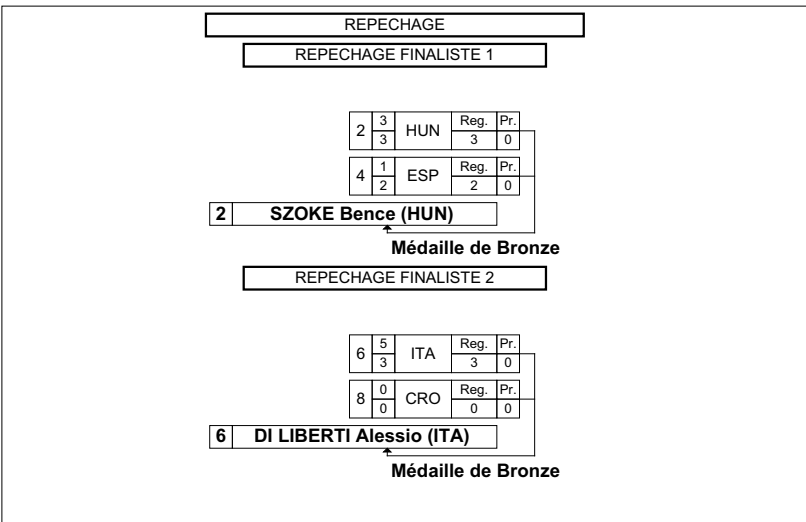 REPECHAGE
REPECHAGE FINALISTE 1
2 3 HUN Reg. Pr.
3 3 0
4 1 ESP Reg. Pr.
2 2 0
2 SZOKE Bence (HUN)
Médaille de Bronze
REPECHAGE FINALISTE 2
6 5 ITA Reg. Pr.
3 3 0
8 0 CRO Reg. Pr.
0 0 0
6 DI LIBERTI Alessio (ITA)
Médaille de Bronze